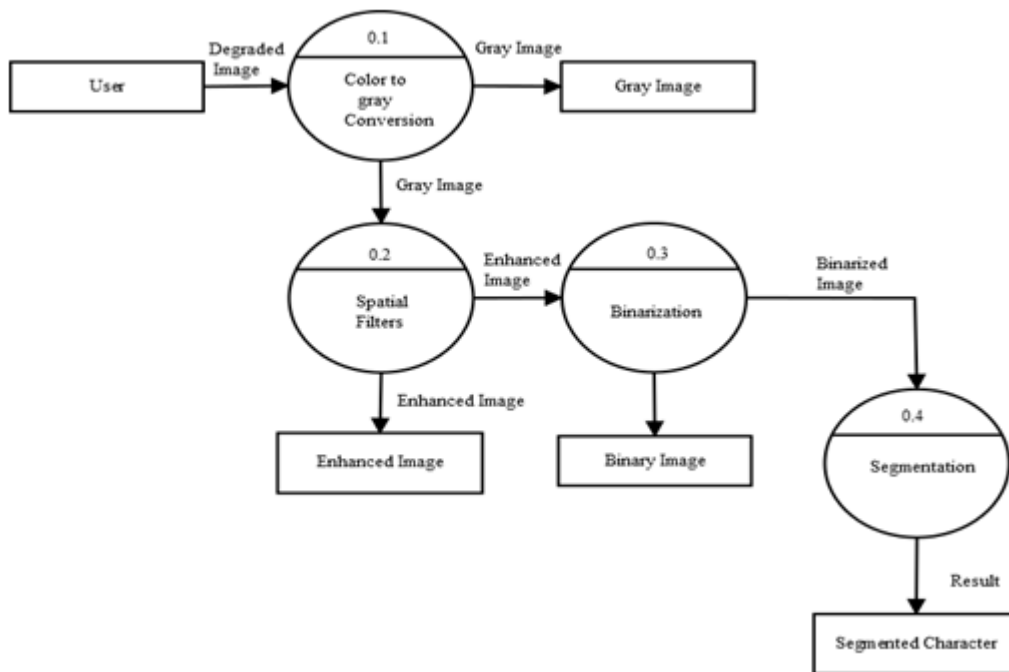 0.1
Degraded
Image
Gray Image
User
Color to
gray
Conversion
Gray Image
Gray Image
0.2
Enhanced
Image
0.3
Binarized
Image
Spatial
Filters
Binarization
Enhanced Image
0.4
Enhanced Image
Binary Image
Segmentation
Result
Segmented Character